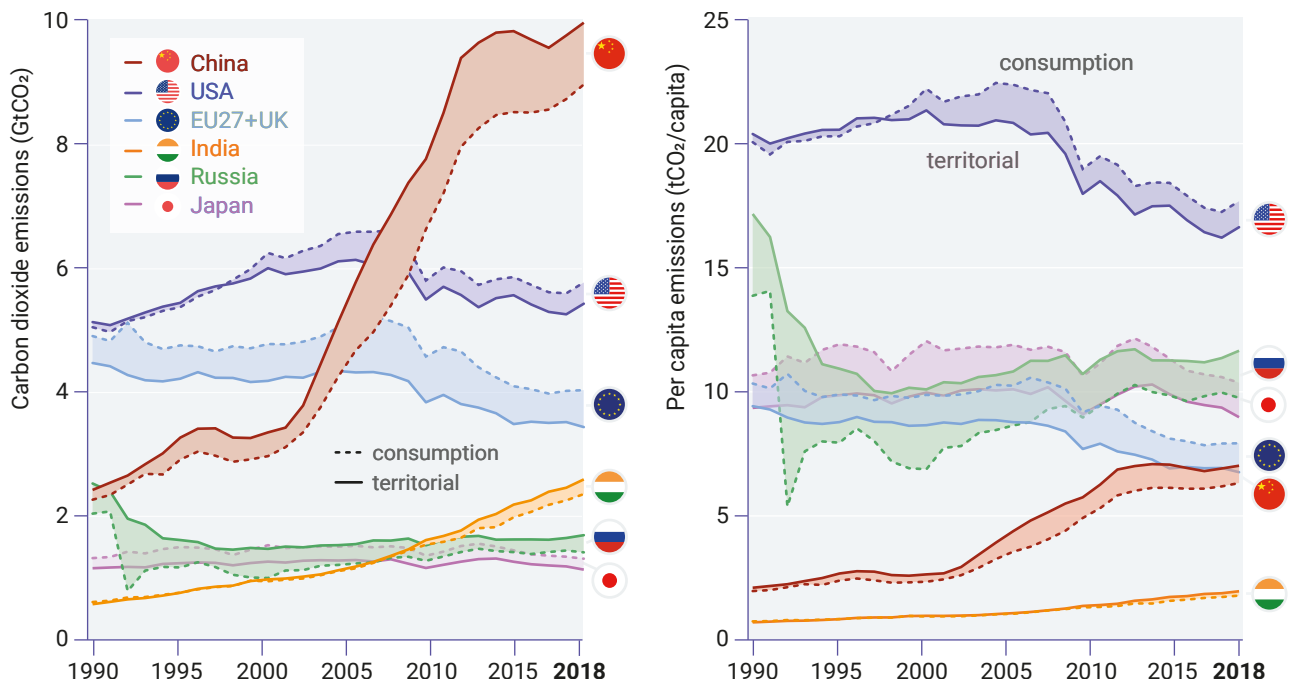 Carbon dioxide emissions (GtCO₂)
10
8
6
4
2
0
China
USA
EU27+UK
India
Russia
Japan
consumption
territorial
1990 1995 2000 2005 2010 2015 2018
Per capita emissions (tCO₂/capita)
25
20
15
10
5
0
consumption
territorial
1990 1995 2000 2005 2010 2015 2018